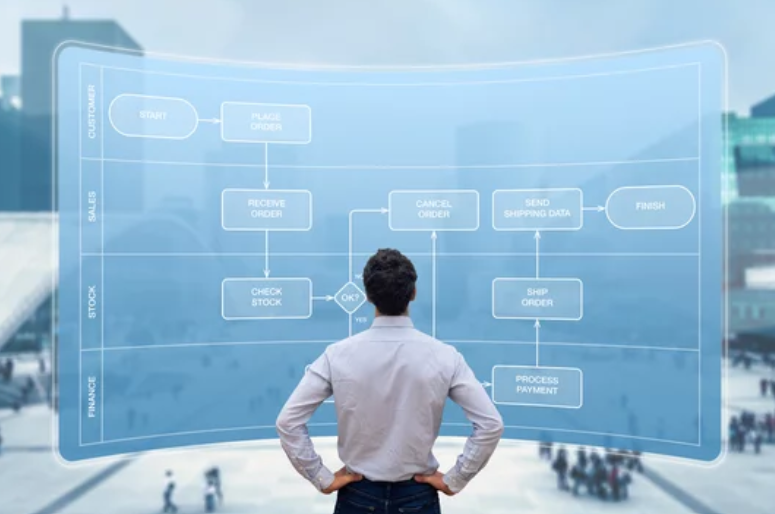 CUSTOMER
START
PLACE
ORDER
SALES
RECEIVE
ORDER
CANCEL
ORDER
SEND
SHIPPING DATA
FINISH
STOCK
CHECK
STOCK
OK?
NO
YES
SHIP
ORDER
FINANCE
PROCESS
PAYMENT